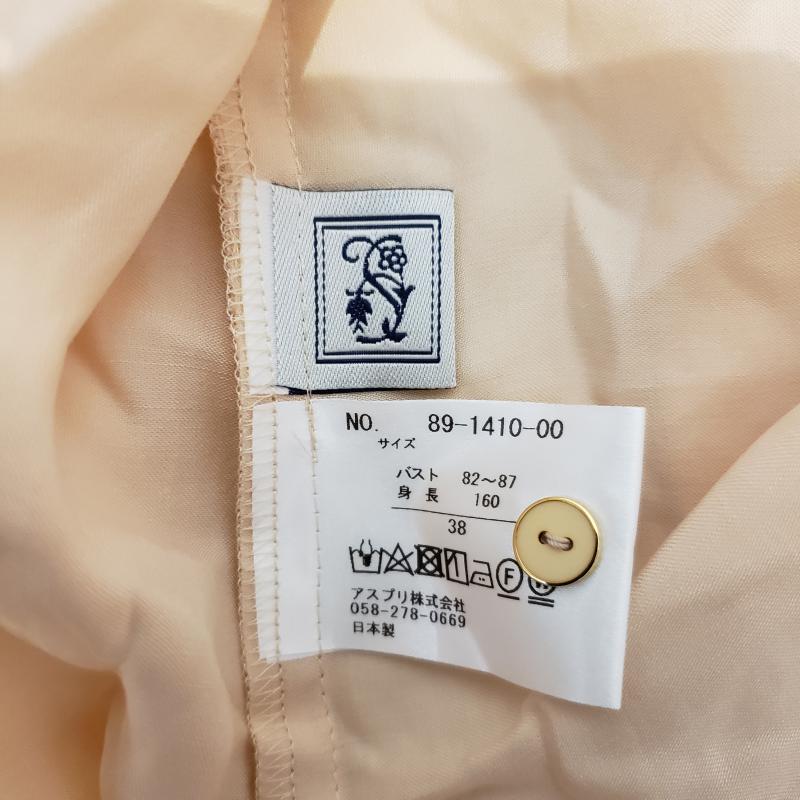 NO. 89-1410-00
サイズ
バスト 82～87
身長 160
38
F
アスプリ株式会社
058-278-0669
日本製